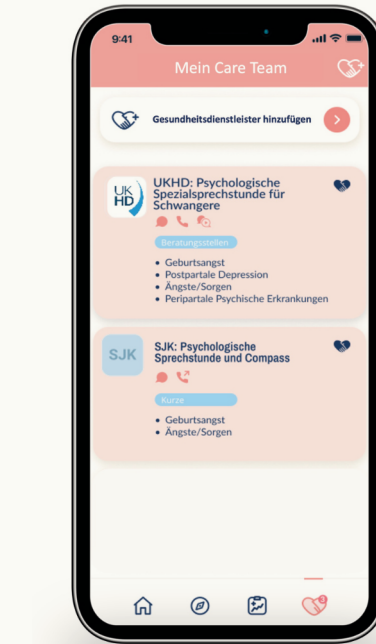 9:41
Mein Care Team
Gesundheitsdienstleister hinzufügen
UK
HD
UKHD: Psychologische
Spezialsprechstunde für
Schwangere
Beratungsstellen
• Geburtsangst
• Postpartale Depression
• Ängste/Sorgen
• Peripartale Psychische Erkrankungen
SJK
SJK: Psychologische
Sprechstunde und Compass
Kurze
• Geburtsangst
• Ängste/Sorgen